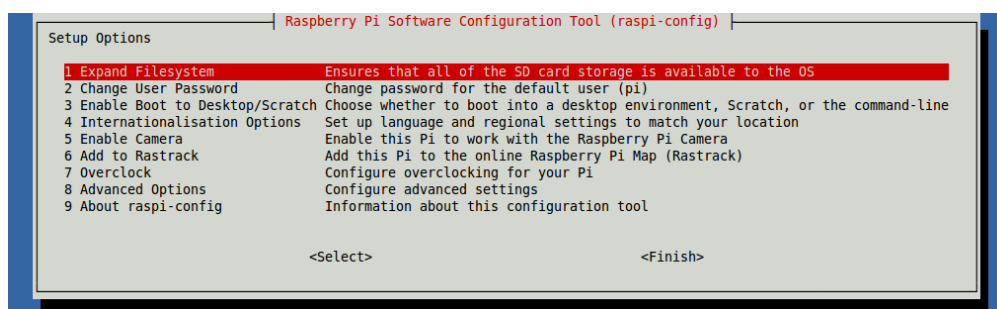 Raspberry Pi Software Configuration Tool (raspi-config)
Setup Options
1 Expand Filesystem Ensures that all of the SD card storage is available to the OS
2 Change User Password Change password for the default user (pi)
3 Enable Boot to Desktop/Scratch Choose whether to boot into a desktop environment, Scratch, or the command-line
4 Internationalisation Options Set up language and regional settings to match your location
5 Enable Camera Enable this Pi to work with the Raspberry Pi Camera
6 Add to Rastrack Add this Pi to the online Raspberry Pi Map (Rastrack)
7 Overclock Configure overclocking for your Pi
8 Advanced Options Configure advanced settings
9 About raspi-config Information about this configuration tool
<Select> <Finish>